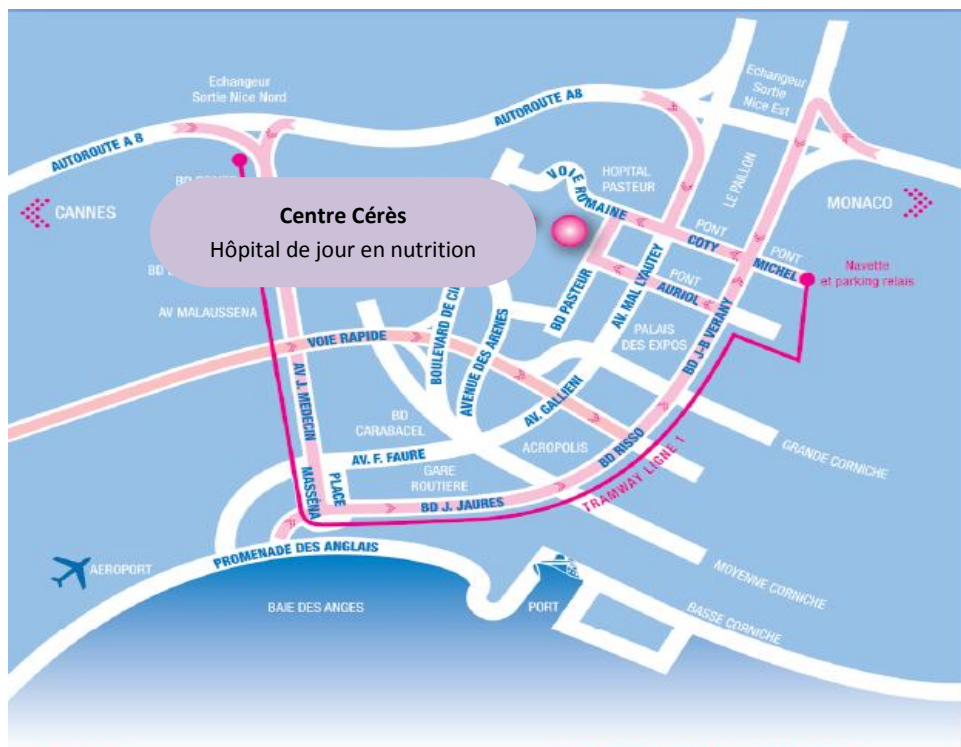 Echangeur
Sortie Nice Nord
AUTOROUTE A 8
AUTOROUTE A8
Echangeur
Sortie
Nice Est
CANNES
Centre Cérès
Hôpital de jour en nutrition
VOIE ROMAINE
HOPITAL
PASTEUR
LE PAILLON
MONACO
PONT
COTY
PONT
MICHEL
Navette
et parking relais
PONT
AURIOL
BD PASTEUR
AV. MAL LYAUTEY
AV MALAUSSENA
VOIE RAPIDE
BOULEVARD DE
AVENUE DES ARENES
PALAIS
DES EXPOS
BD J-B VERANY
AV J. MEDECIN
BD
CARABACEL
AV. GALLIENI
ACROPOLIS
BD RISSO
GRANDE CORNICHE
AV. F. FAURE
GARE
ROUTIERE
PLACE
MASSÉNA
BD J. JAURES
TRAMWAY LIGNE 1
PROMENADE DES ANGLAIS
AEROPORT
BAIE DES ANGES
PORT
MOYENNE CORNICHE
BASSE CORNICHE